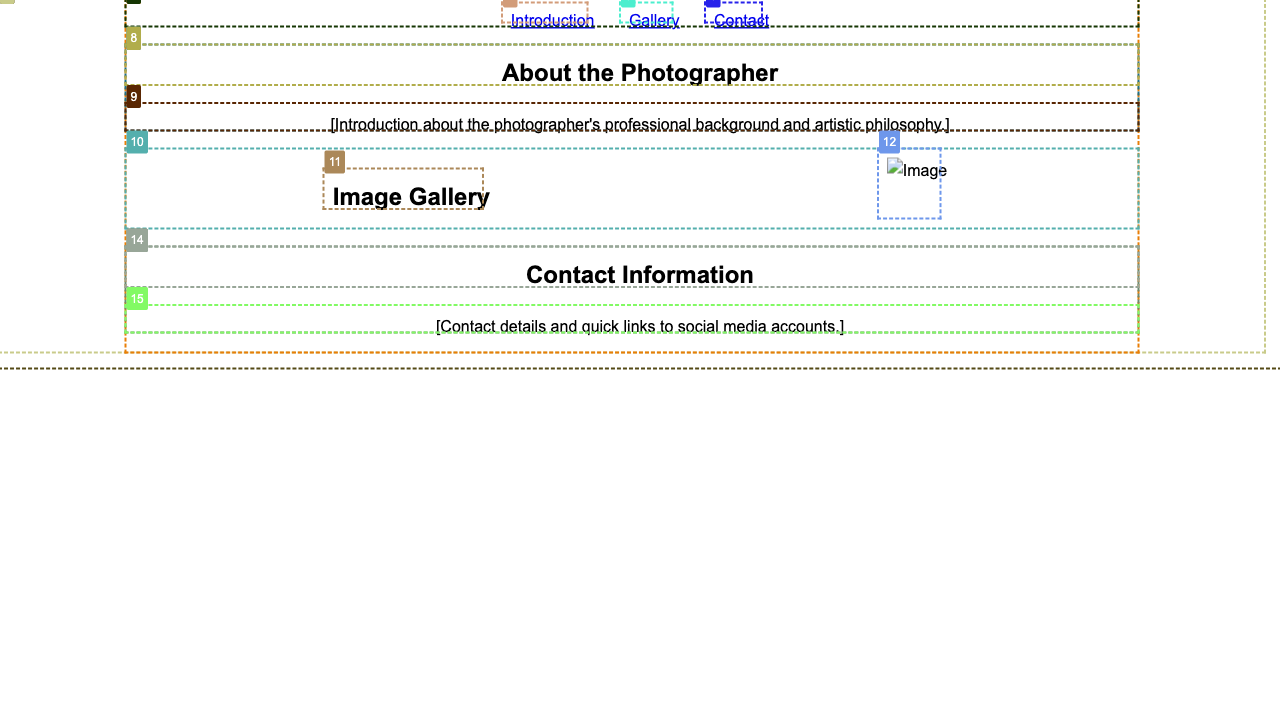 Introduction Gallery Contact
8
About the Photographer
9
[Introduction about the photographer's professional background and artistic philosophy.]
10
12
11
Image
Image Gallery
14
Contact Information
15
[Contact details and quick links to social media accounts.]